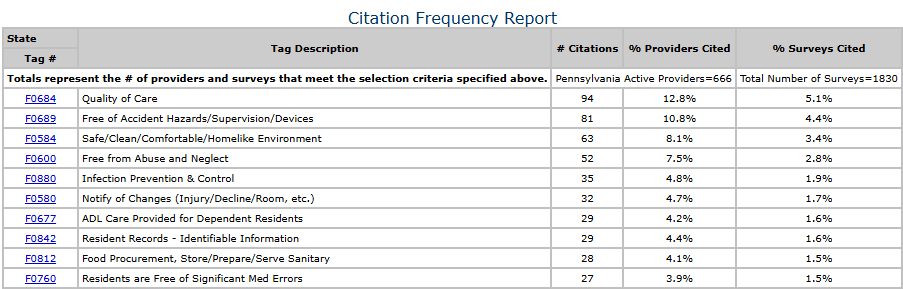 Citation Frequency Report
State
Tag # Tag Description # Citations % Providers Cited % Surveys Cited
Totals represent the # of providers and surveys that meet the selection criteria specified above. Pennsylvania Active Providers=666 Total Number of Surveys=1830
F0684 Quality of Care 94 12.8% 5.1%
F0689 Free of Accident Hazards/Supervision/Devices 81 10.8% 4.4%
F0584 Safe/Clean/Comfortable/Homelike Environment 63 8.1% 3.4%
F0600 Free from Abuse and Neglect 52 7.5% 2.8%
F0880 Infection Prevention & Control 35 4.8% 1.9%
F0580 Notify of Changes (Injury/Decline/Room, etc.) 32 4.7% 1.7%
F0677 ADL Care Provided for Dependent Residents 29 4.2% 1.6%
F0842 Resident Records - Identifiable Information 29 4.4% 1.6%
F0812 Food Procurement, Store/Prepare/Serve Sanitary 28 4.1% 1.5%
F0760 Residents are Free of Significant Med Errors 27 3.9% 1.5%